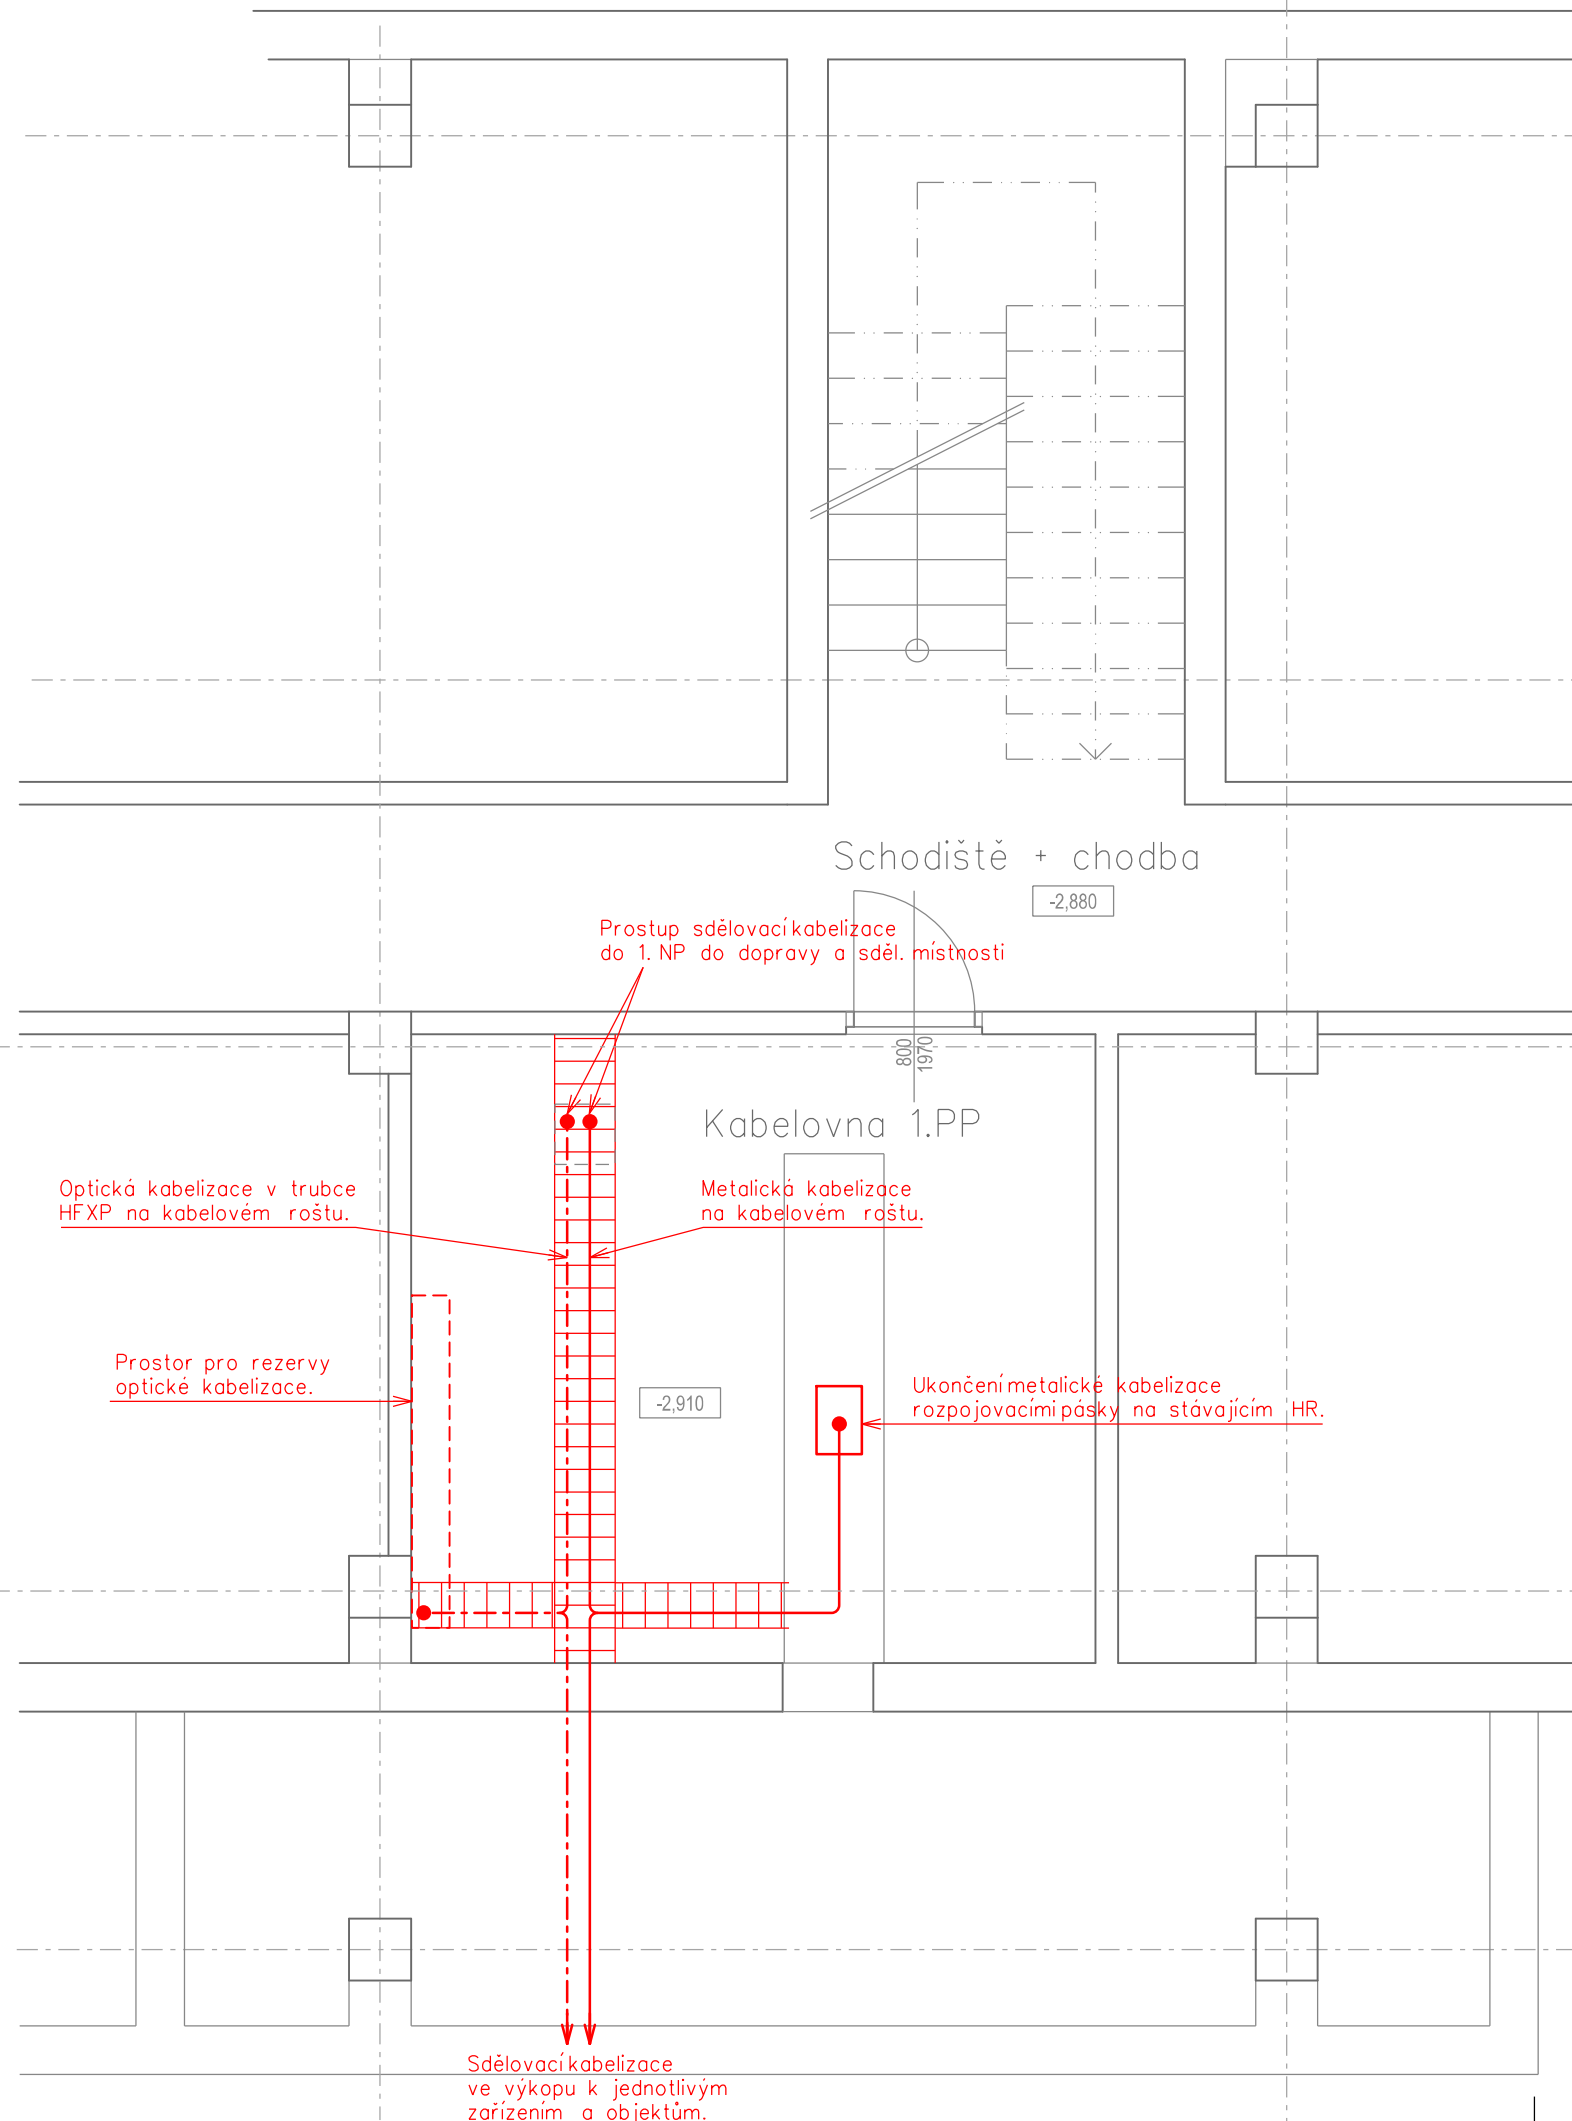 Schodiště + chodba
-2,880
Prostup sdělovací kabelizace
do 1. NP do dopravy a sděl. místnosti
800
1970
Kabelovna 1.PP
Optická kabelizace v trubce
HFXP na kabelovém roštu.
Metalická kabelizace
na kabelovém roštu.
Prostor pro rezervy
optické kabelizace.
-2,910
Ukončení metalické kabelizace
rozpojovacími pásky na stávajícím HR.
Sdělovací kabelizace
ve výkopu k jednotlivým
zařízením a objektům.